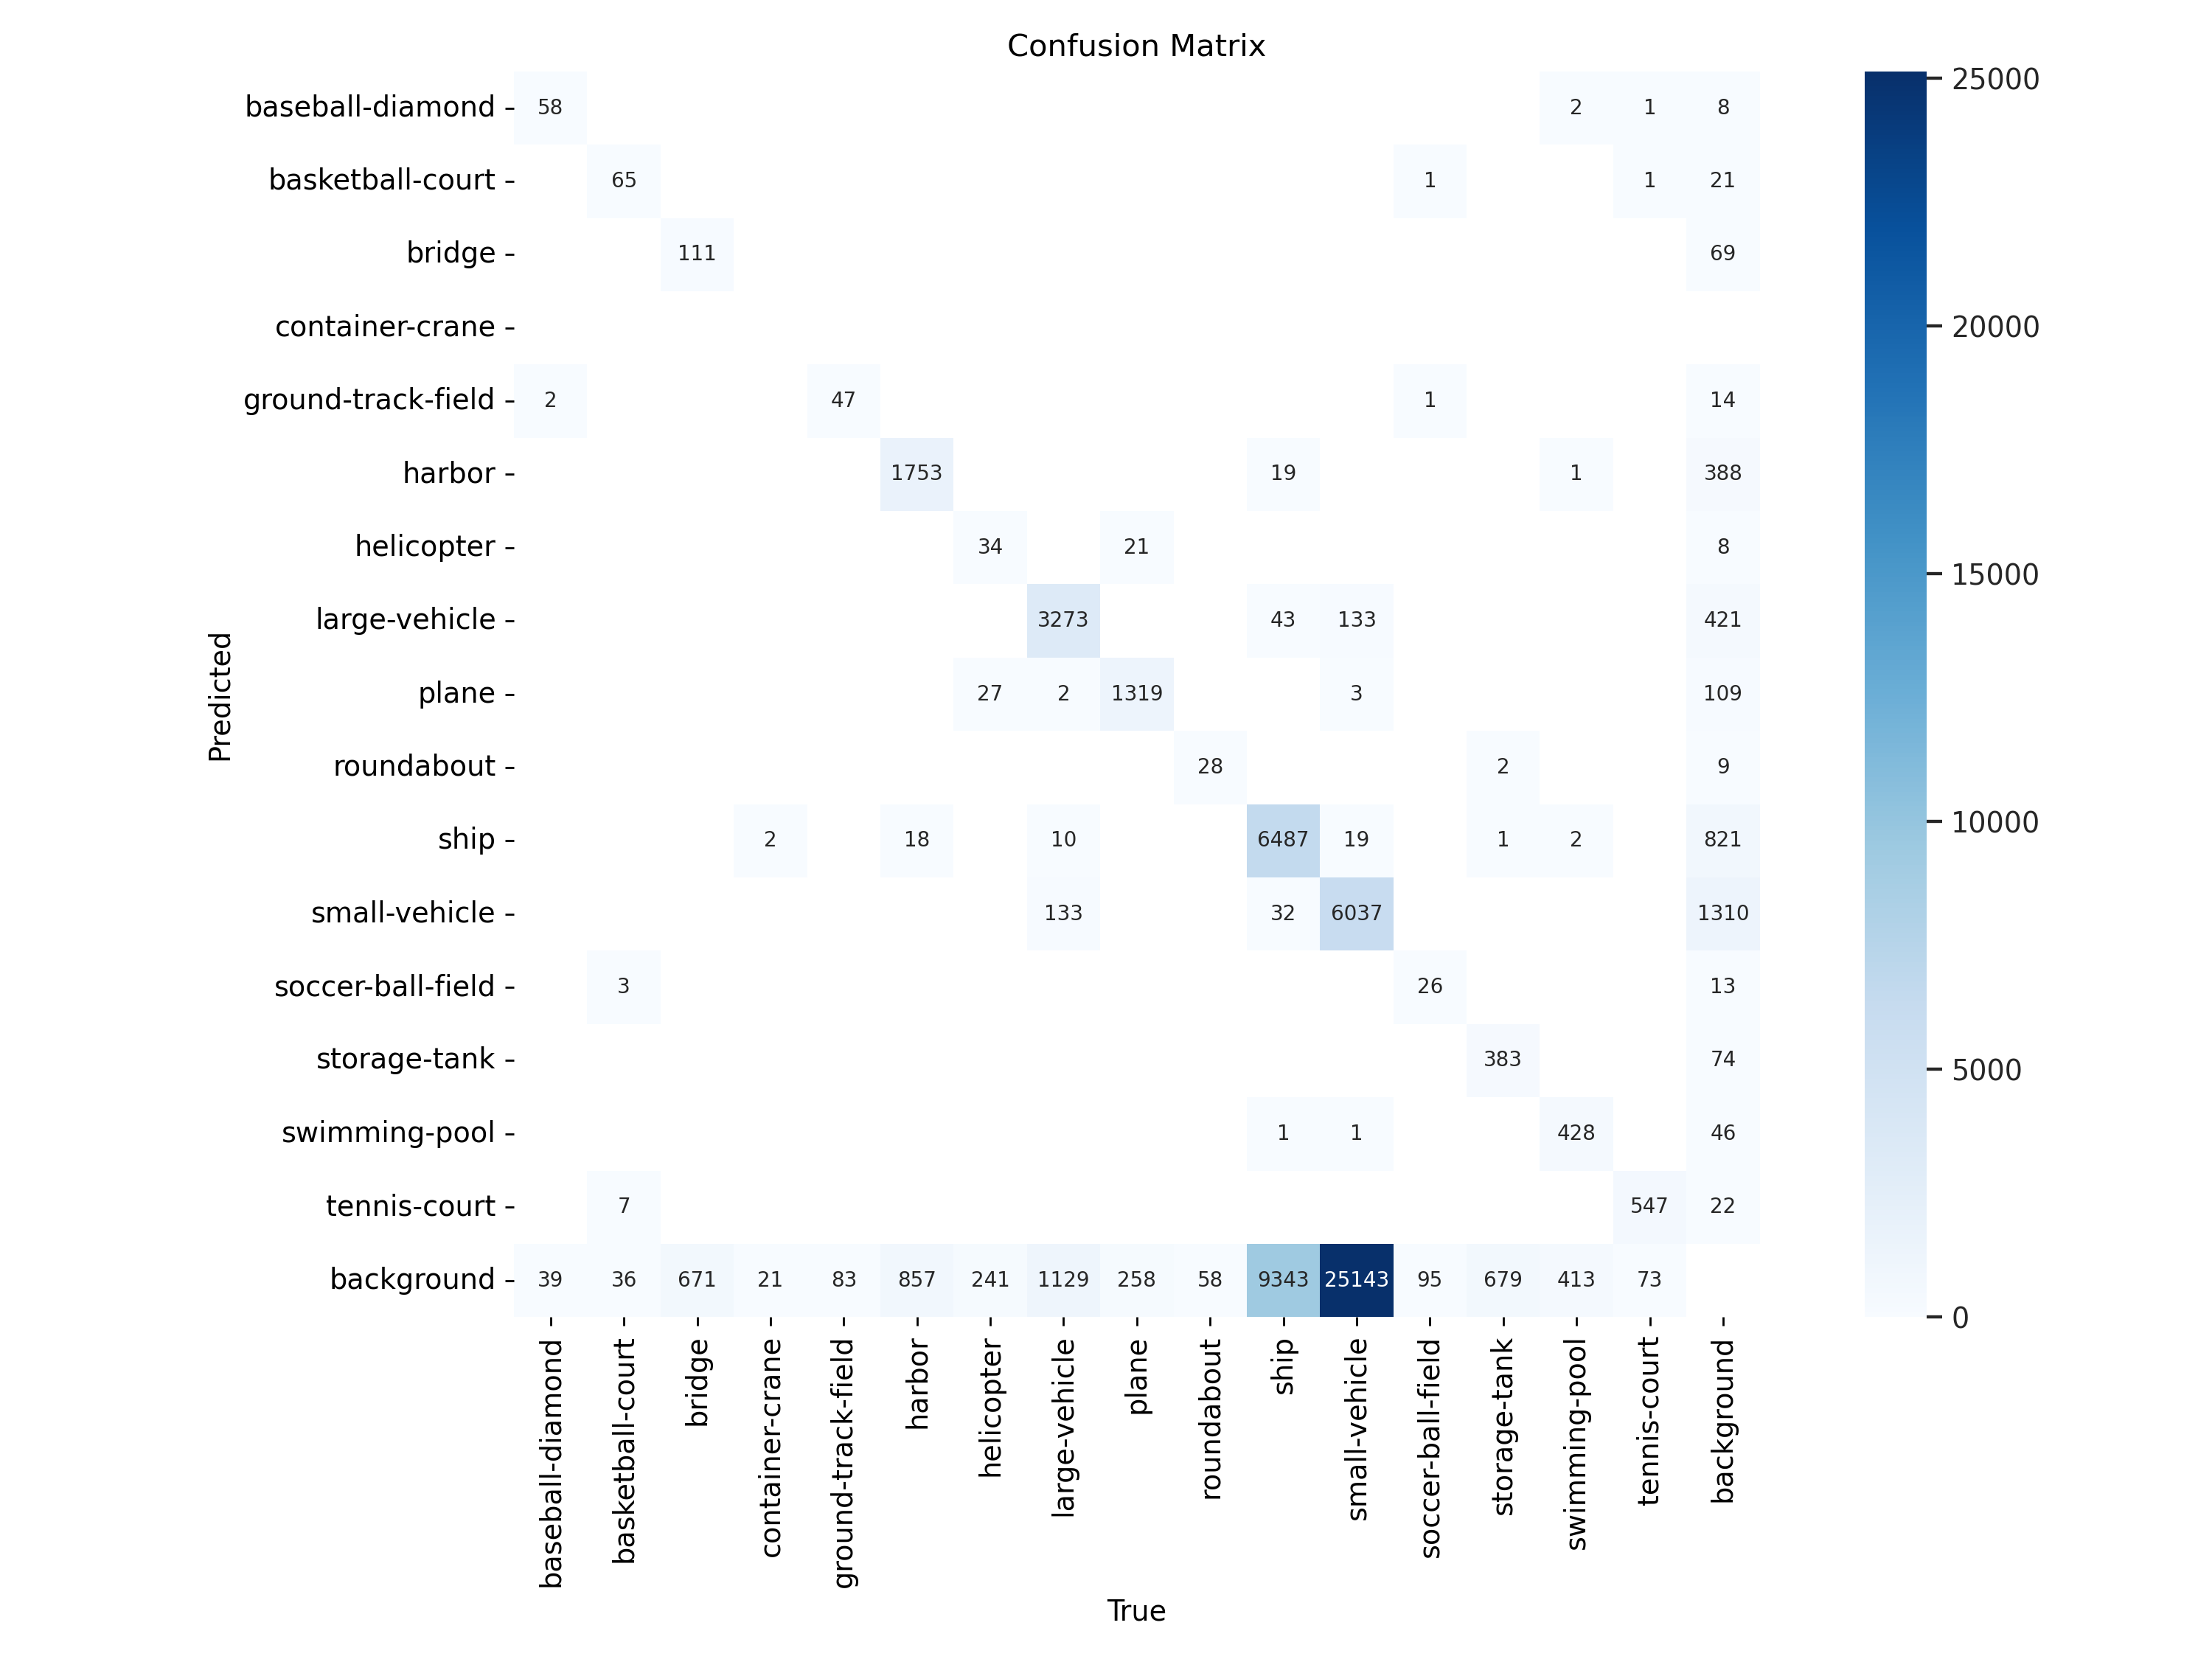 Confusion Matrix
baseball-diamond 58 2 1 8
basketball-court 65 1 1 21
bridge 111 69
container-crane
ground-track-field 2 47 1 14
harbor 1753 19 1 388
helicopter 34 21 8
large-vehicle 3273 43 133 421
plane 27 2 1319 3 109
roundabout 28 2 9
ship 2 18 10 6487 19 1 2 821
small-vehicle 133 32 6037 1310
soccer-ball-field 3 26 13
storage-tank 383 74
swimming-pool 1 1 428 46
tennis-court 7 547 22
background 39 36 671 21 83 857 241 1129 258 58 9343 25143 95 679 413 73
Predicted
baseball-diamond
basketball-court
bridge
container-crane
ground-track-field
harbor
helicopter
large-vehicle
plane
roundabout
ship
small-vehicle
soccer-ball-field
storage-tank
swimming-pool
tennis-court
background
True
25000
20000
15000
10000
5000
0